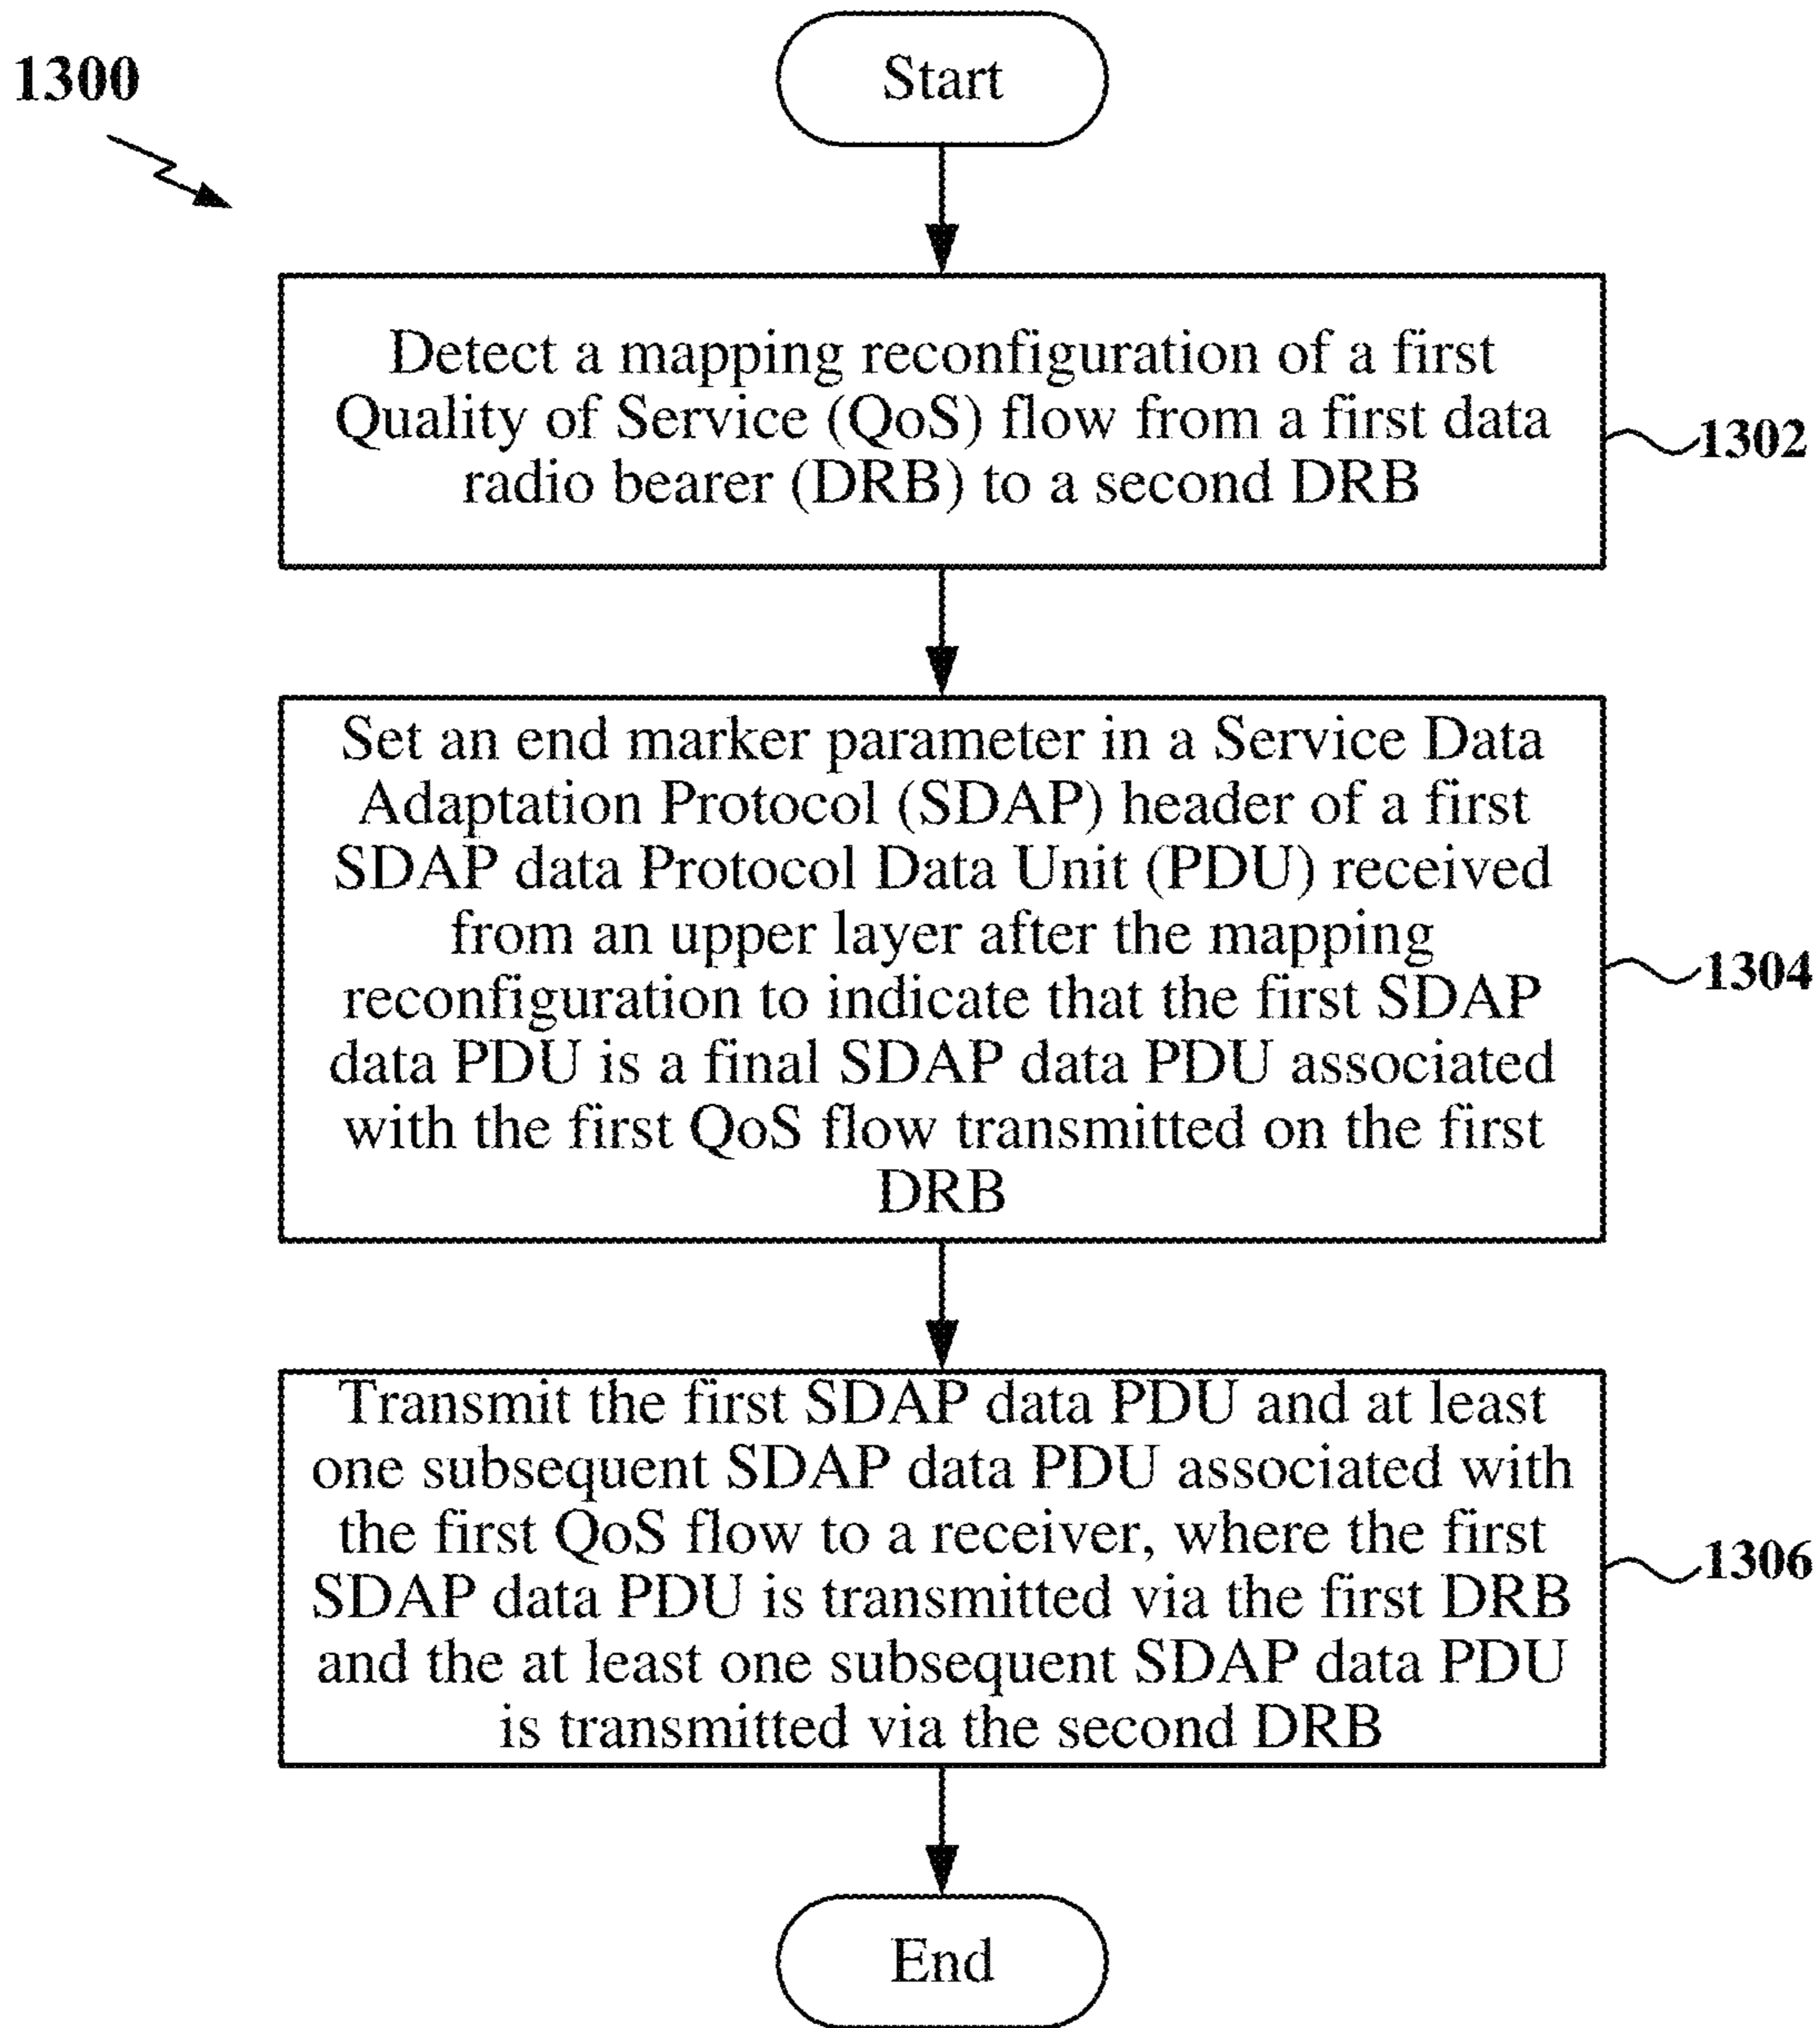 1300
Start
Detect a mapping reconfiguration of a first
Quality of Service (QoS) flow from a first data
radio bearer (DRB) to a second DRB
1302
Set an end marker parameter in a Service Data
Adaptation Protocol (SDAP) header of a first
SDAP data Protocol Data Unit (PDU) received
from an upper layer after the mapping
reconfiguration to indicate that the first SDAP
data PDU is a final SDAP data PDU associated
with the first QoS flow transmitted on the first
DRB
1304
Transmit the first SDAP data PDU and at least
one subsequent SDAP data PDU associated with
the first QoS flow to a receiver, where the first
SDAP data PDU is transmitted via the first DRB
and the at least one subsequent SDAP data PDU
is transmitted via the second DRB
1306
End